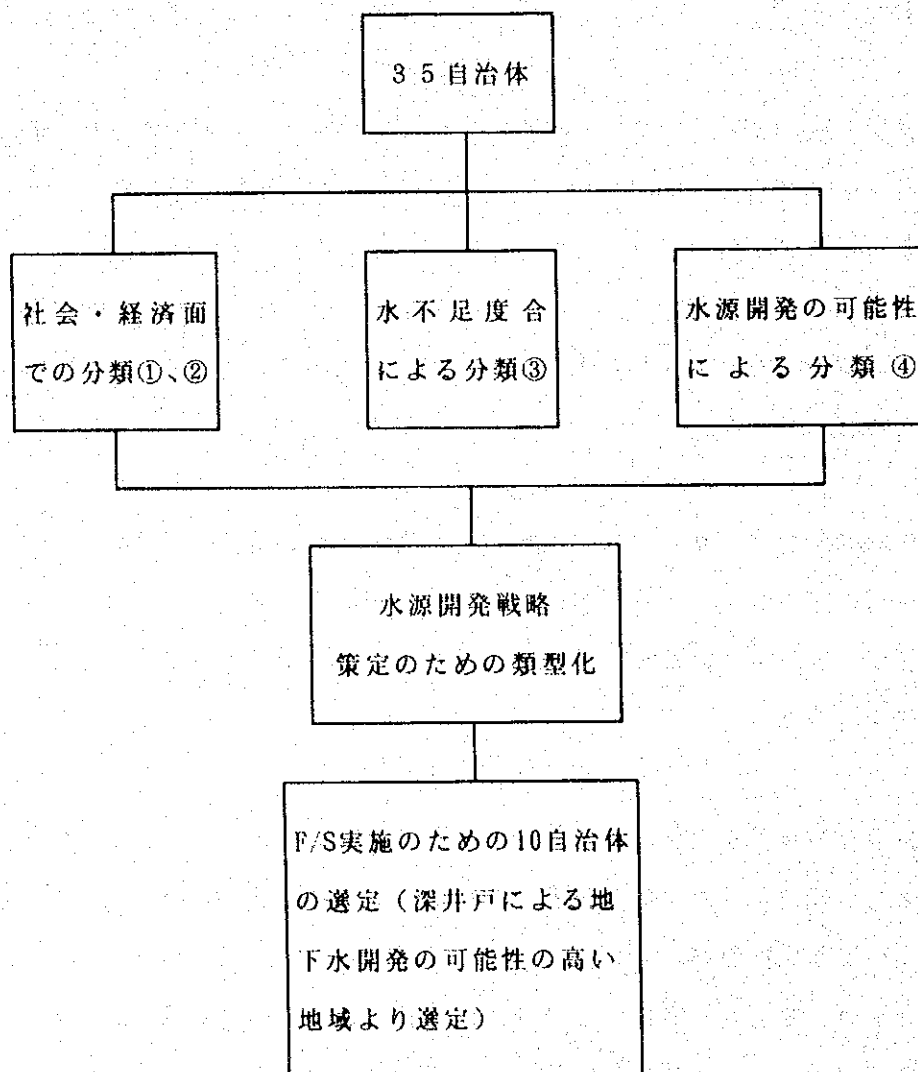 35自治体
社会・経済面
での分類①、②
水不足度合
による分類③
水源開発の可能性
による分類④
水源開発戦略
策定のための類型化
F/S実施のための10自治体
の選定（深井戸による地
下水開発の可能性の高い
地域より選定）